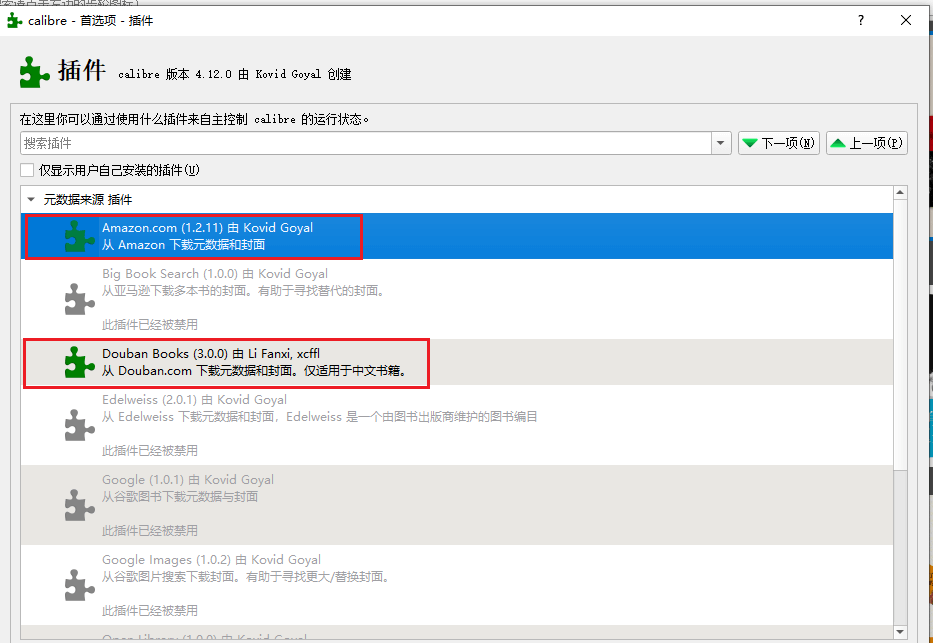 calibre - 首选项 - 插件
插件 calibre 版本 4.12.0 由 Kovid Goyal 创建
在这里你可以通过使用什么插件来自主控制 calibre 的运行状态。
搜索插件 下一项(N) 上一项(P)
仅显示用户自己安装的插件(U)
元数据来源 插件
Amazon.com (1.2.11) 由 Kovid Goyal
从 Amazon 下载元数据和封面
Big Book Search (1.0.0) 由 Kovid Goyal
从亚马逊下载多本书的封面。有助于寻找替代的封面。
此插件已经被禁用
Douban Books (3.0.0) 由 Li Fanxi, xcffl
从 Douban.com 下载元数据和封面。仅适用于中文书籍。
Edelweiss (2.0.1) 由 Kovid Goyal
从 Edelweiss 下载元数据和封面，Edelweiss 是一个由图书出版商维护的图书编目
此插件已经被禁用
Google (1.0.1) 由 Kovid Goyal
从谷歌图书下载元数据与封面
此插件已经被禁用
Google Images (1.0.2) 由 Kovid Goyal
从谷歌图片搜索下载封面。有助于寻找更大/替换封面。
此插件已经被禁用
Open Library (1.0.0) 由 Kovid Goyal